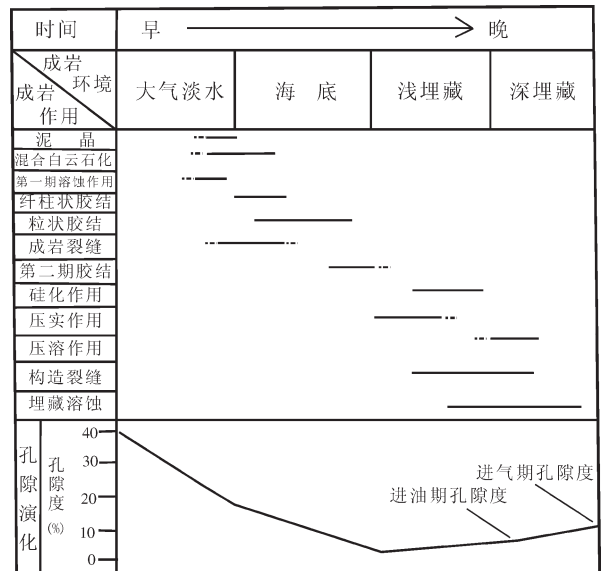 时间 早 晚
成岩环境
成岩作用
大气淡水 海底 浅埋藏 深埋藏
泥晶
混合白云石化
第一期溶蚀作用
纤柱状胶结
粒状胶结
成岩裂缝
第二期胶结
硅化作用
压实作用
压溶作用
构造裂缝
埋藏溶蚀
孔隙演化
孔隙度(%)
40
30
20
10
0
进油期孔隙度
进气期孔隙度